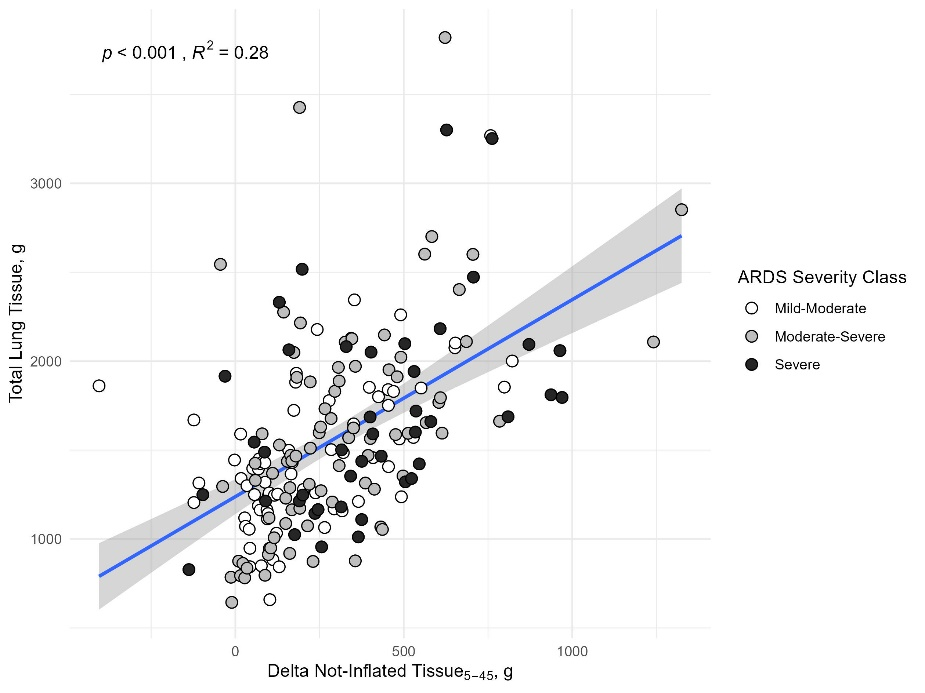 p < 0.001 , R² = 0.28
3000
2000
1000
Total Lung Tissue, g
0
500
1000
Delta Not-Inflated Tissue₅₋₄₅, g
ARDS Severity Class
Mild-Moderate
Moderate-Severe
Severe